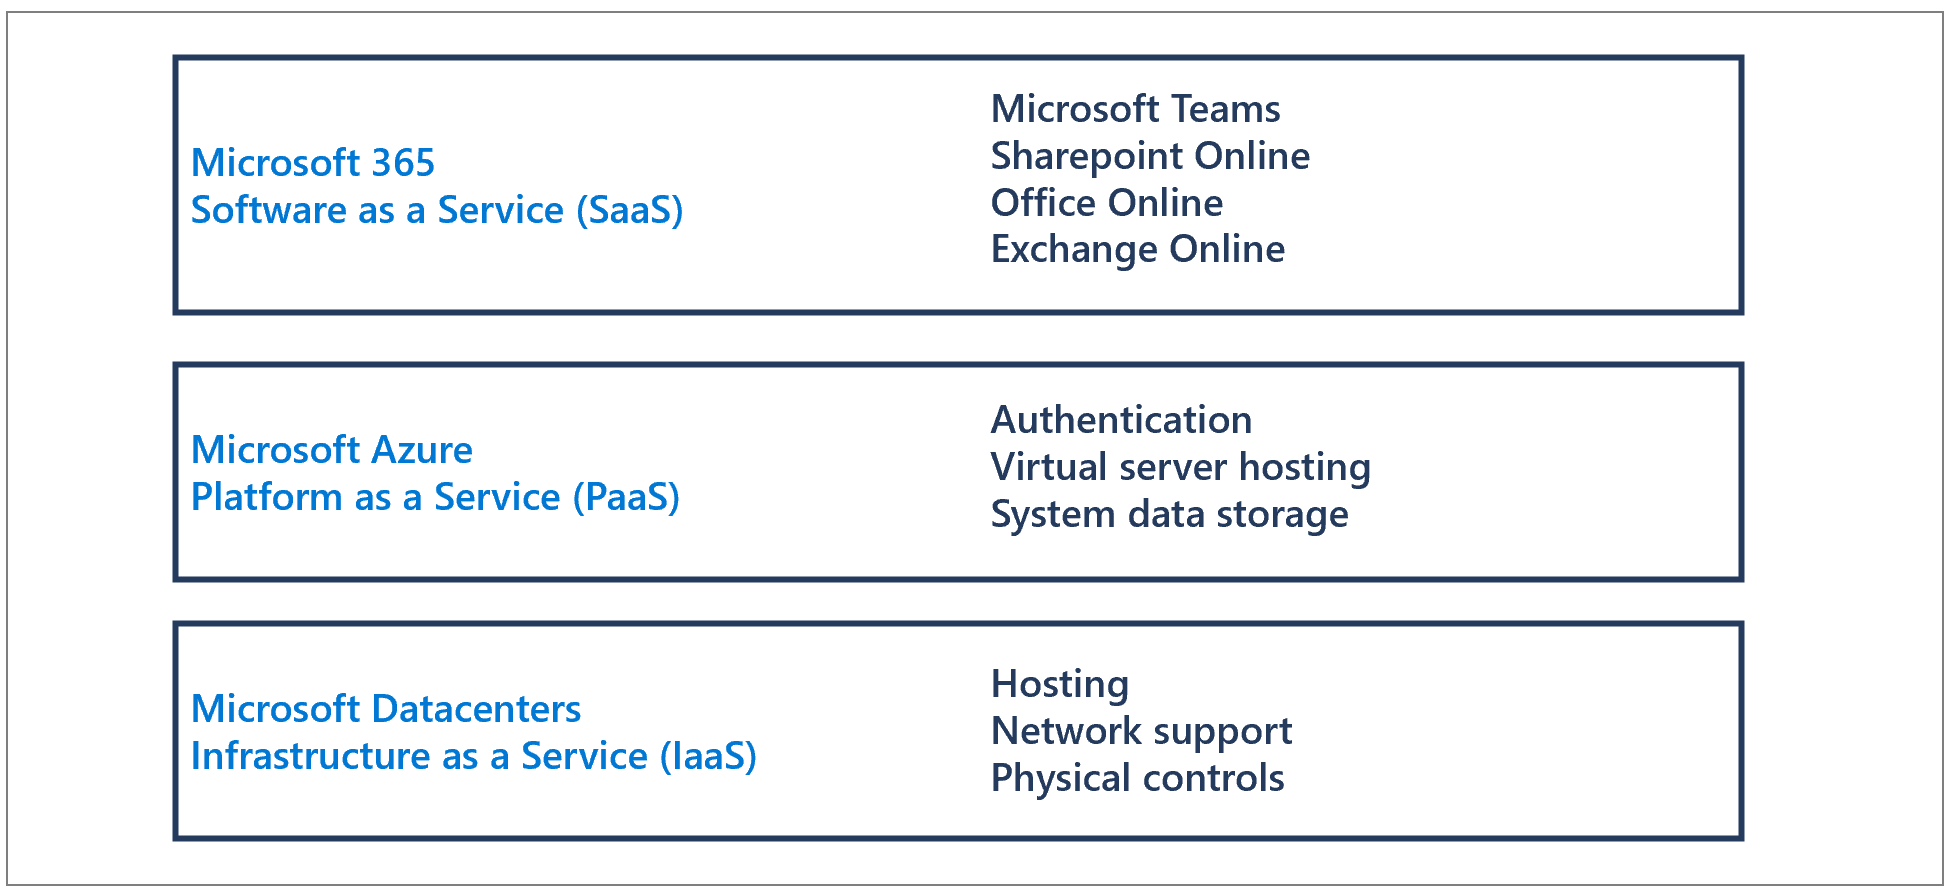 Microsoft 365
Software as a Service (SaaS)
Microsoft Teams
Sharepoint Online
Office Online
Exchange Online
Microsoft Azure
Platform as a Service (PaaS)
Authentication
Virtual server hosting
System data storage
Microsoft Datacenters
Infrastructure as a Service (IaaS)
Hosting
Network support
Physical controls